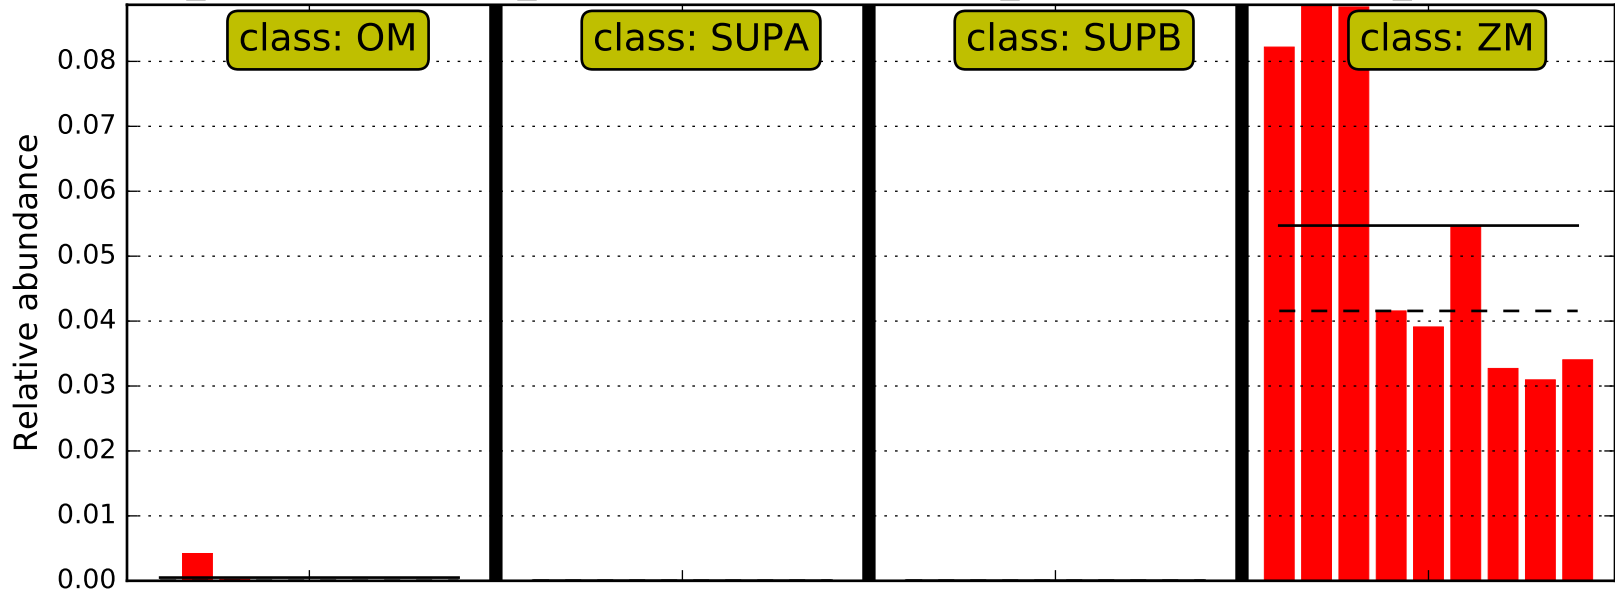 class: OM
class: SUPA
class: SUPB
class: ZM
Relative abundance
0.08
0.07
0.06
0.05
0.04
0.03
0.02
0.01
0.00